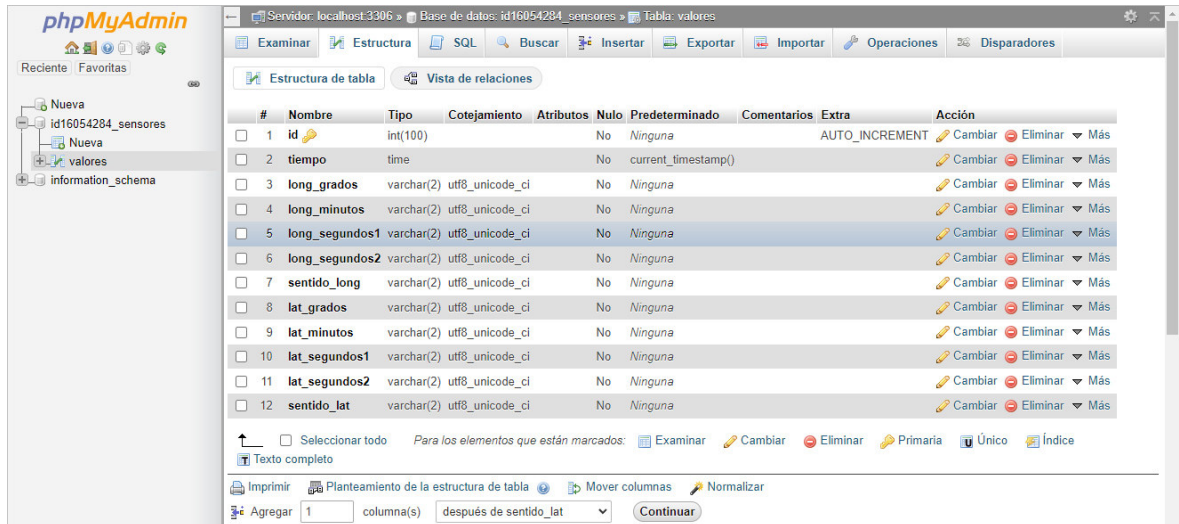 phpMyAdmin
Reciente Favoritas
Nueva
id16054284_sensores
Nueva
valores
information_schema
Servidor: localhost:3306 » Base de datos: id16054284_sensores » Tabla: valores
Examinar Estructura SQL Buscar Insertar Exportar Importar Operaciones Disparadores
Estructura de tabla Vista de relaciones
# Nombre Tipo Cotejamiento Atributos Nulo Predeterminado Comentarios Extra Acción
1 id int(100) No Ninguna AUTO_INCREMENT Cambiar Eliminar Más
2 tiempo time No current_timestamp() Cambiar Eliminar Más
3 long_grados varchar(2) utf8_unicode_ci No Ninguna Cambiar Eliminar Más
4 long_minutos varchar(2) utf8_unicode_ci No Ninguna Cambiar Eliminar Más
5 long_segundos1 varchar(2) utf8_unicode_ci No Ninguna Cambiar Eliminar Más
6 long_segundos2 varchar(2) utf8_unicode_ci No Ninguna Cambiar Eliminar Más
7 sentido_long varchar(2) utf8_unicode_ci No Ninguna Cambiar Eliminar Más
8 lat_grados varchar(2) utf8_unicode_ci No Ninguna Cambiar Eliminar Más
9 lat_minutos varchar(2) utf8_unicode_ci No Ninguna Cambiar Eliminar Más
10 lat_segundos1 varchar(2) utf8_unicode_ci No Ninguna Cambiar Eliminar Más
11 lat_segundos2 varchar(2) utf8_unicode_ci No Ninguna Cambiar Eliminar Más
12 sentido_lat varchar(2) utf8_unicode_ci No Ninguna Cambiar Eliminar Más
Seleccionar todo Para los elementos que están marcados: Examinar Cambiar Eliminar Primaria Único Índice
Texto completo
Imprimir Planteamiento de la estructura de tabla Mover columnas Normalizar
Agregar 1 columna(s) después de sentido_lat Continuar